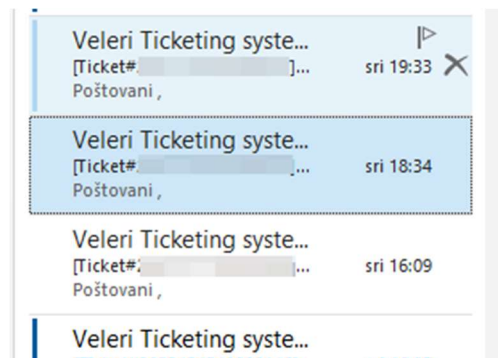 Veleri Ticketing syste...
[Ticket# ]... sri 19:33
Poštovani ,
Veleri Ticketing syste...
[Ticket# ... sri 18:34
Poštovani ,
Veleri Ticketing syste...
[Ticket# ... sri 16:09
Poštovani ,
Veleri Ticketing syste...